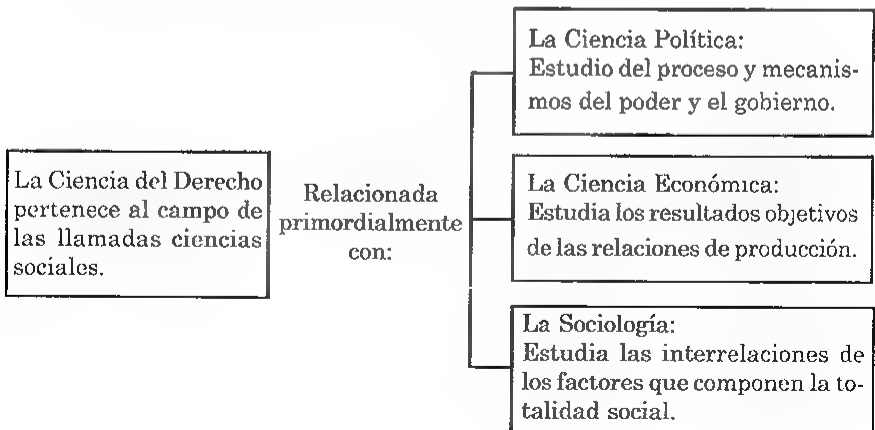 La Ciencia del Derecho
pertenece al campo de
las llamadas ciencias
sociales.
Relacionada
primordialmente
con:
La Ciencia Política:
Estudio del proceso y mecanis-
mos del poder y el gobierno.
La Ciencia Económica:
Estudia los resultados objetivos
de las relaciones de producción.
La Sociología:
Estudia las interrelaciones de
los factores que componen la to-
talidad social.